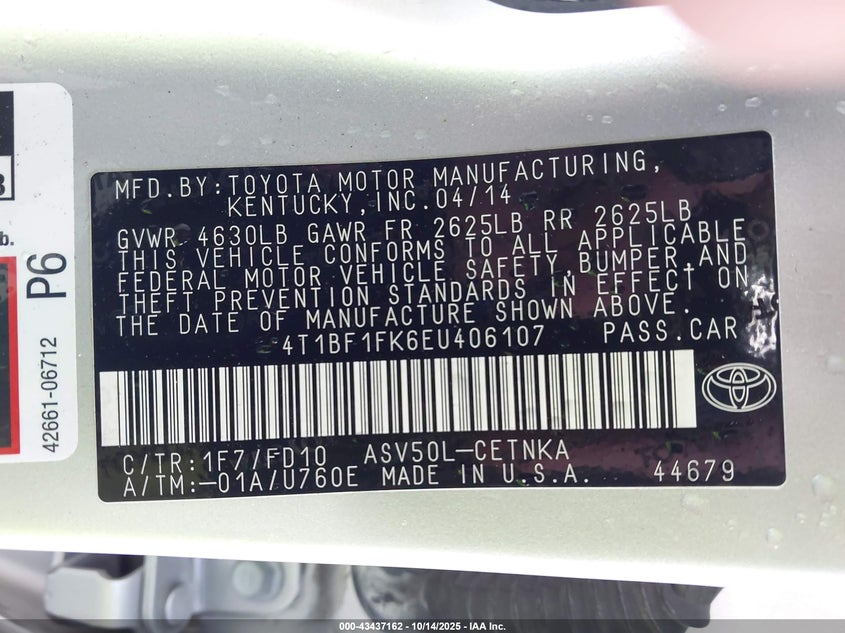 MFD.BY:TOYOTA MOTOR MANUFACTURING,
KENTUCKY,INC.04/14
GVWR 4630LB GAWR FR 2625LB RR 2625LB
THIS VEHICLE CONFORMS TO ALL APPLICABLE
FEDERAL MOTOR VEHICLE SAFETY,BUMPER,AND
THEFT PREVENTION STANDARDS IN EFFECT ON
THE DATE OF MANUFACTURE SHOWN ABOVE.
4T1BF1FK6EU406107 PASS.CAR
C/TR:1F7/FD10 ASV50L-CETNKA
A/TM:-01A/U760E MADE IN U.S.A. 44679
b.
P6
42661-06712
000-43437162 - 10/14/2025 - IAA Inc.